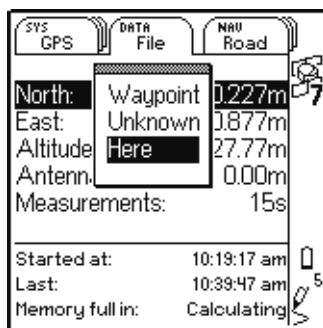 SYS DATA NAV
GPS File Road
Waypoint
Unknown
Here
North: 0.227m
East: 0.877m
Altitude 27.77m
Antenn 0.00m
Measurements: 15s
Started at: 10:19:17 am
Last: 10:39:47 am
Memory full in: Calculating
7
5